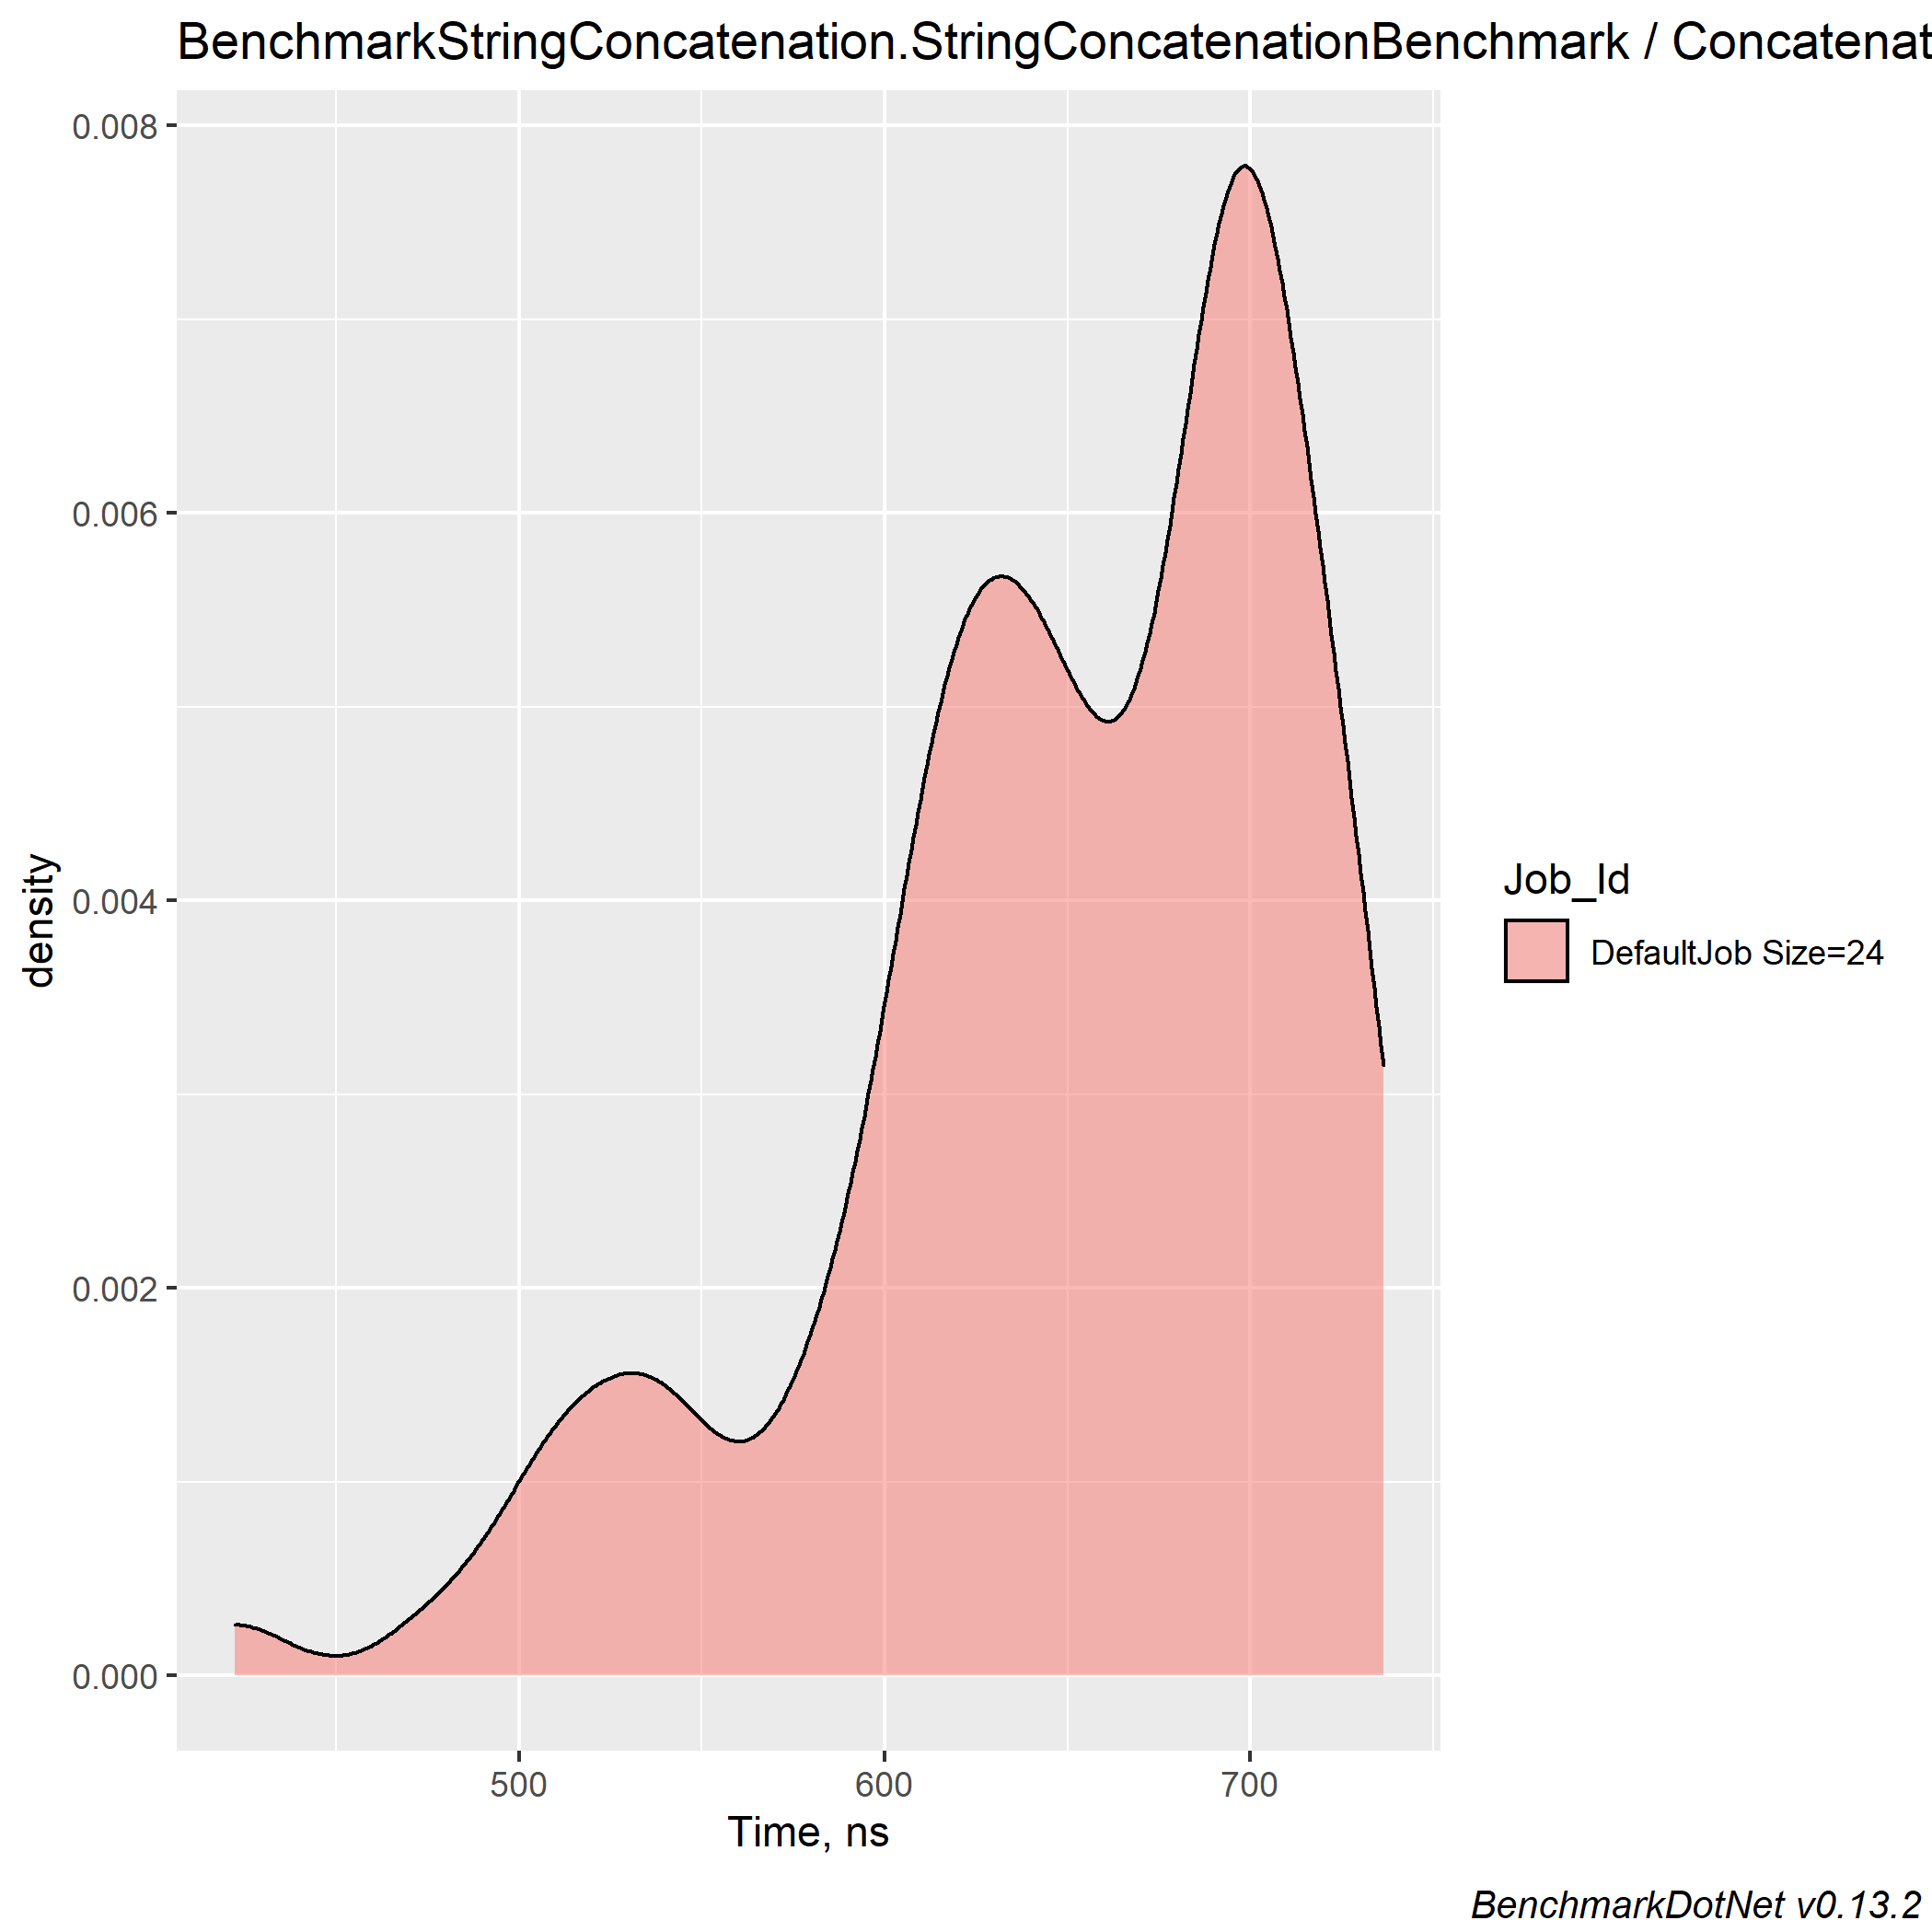 BenchmarkStringConcatenation.StringConcatenationBenchmark / Concatenat
0.008
0.006
0.004
0.002
0.000
density
500 600 700
Time, ns
Job_Id
DefaultJob Size=24
BenchmarkDotNet v0.13.2